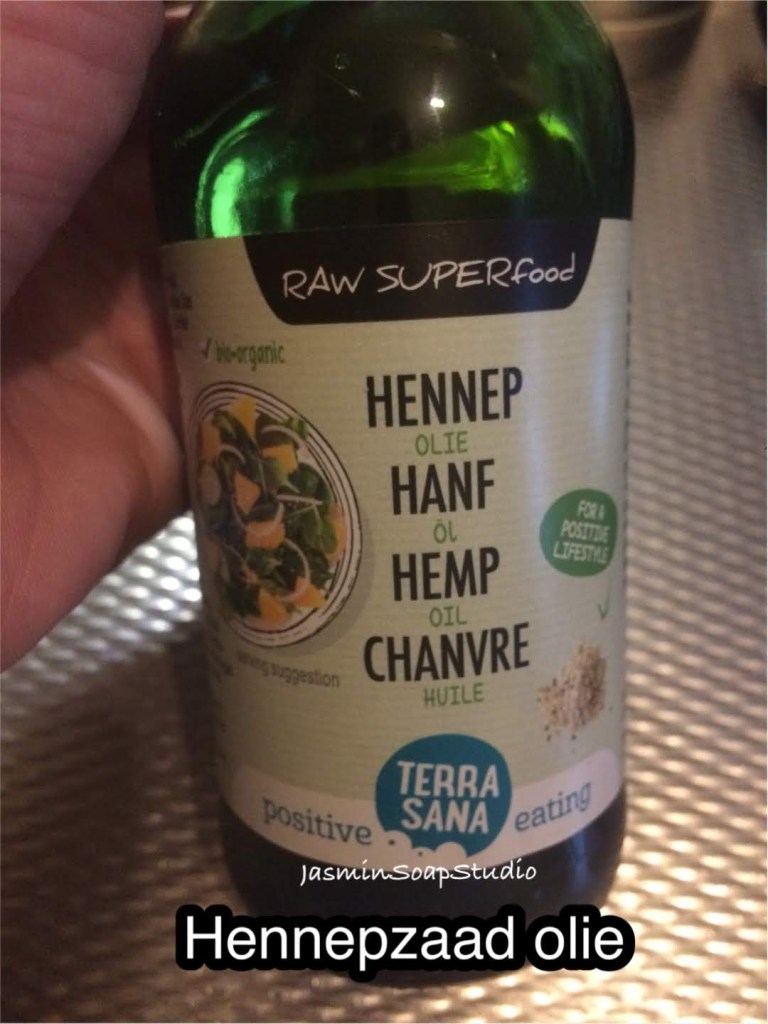 RAW SUPERfood
bio-organic
HENNEP
OLIE
HANF
ÖL
HEMP
OIL
CHANVRE
HUILE
FOR A
POSITIVE
LIFESTYLE
serving suggestion
TERRA
SANA
positive eating
JasminSoapStudio
Hennepzaad olie